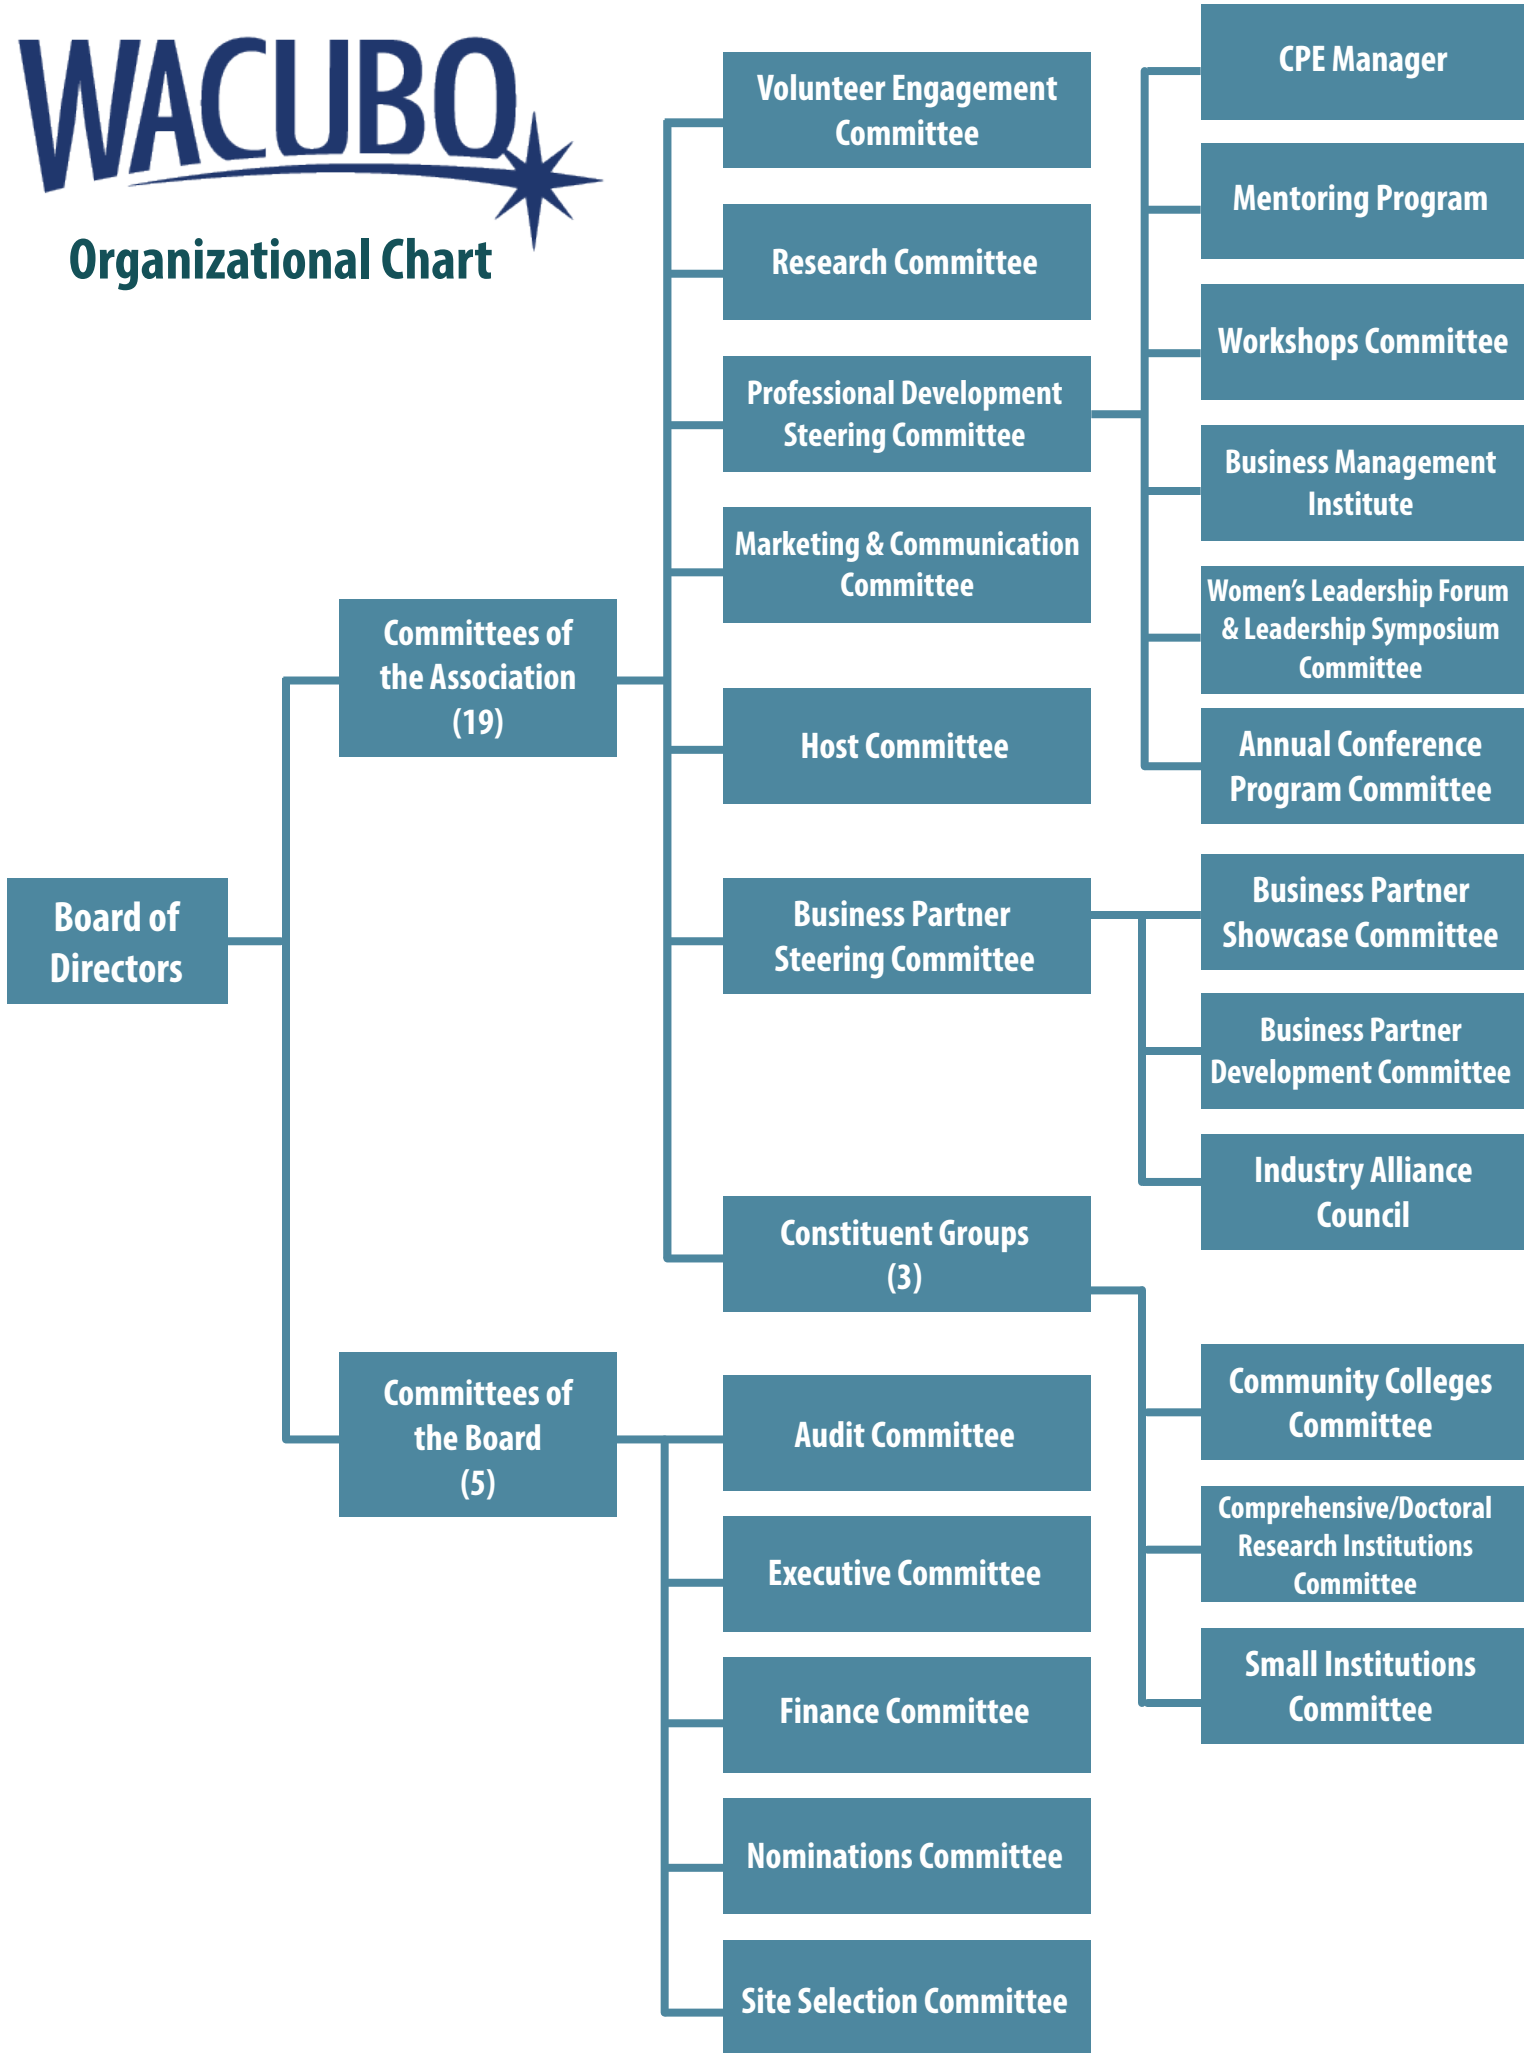 WACUBO
Organizational Chart
Board of
Directors
Committees of
the Association
(19)
Committees of
the Board
(5)
Volunteer Engagement
Committee
Research Committee
Professional Development
Steering Committee
Marketing & Communication
Committee
Host Committee
Business Partner
Steering Committee
Constituent Groups
(3)
Audit Committee
Executive Committee
Finance Committee
Nominations Committee
Site Selection Committee
CPE Manager
Mentoring Program
Workshops Committee
Business Management
Institute
Women’s Leadership Forum
& Leadership Symposium
Committee
Annual Conference
Program Committee
Business Partner
Showcase Committee
Business Partner
Development Committee
Industry Alliance
Council
Community Colleges
Committee
Comprehensive/Doctoral
Research Institutions
Committee
Small Institutions
Committee